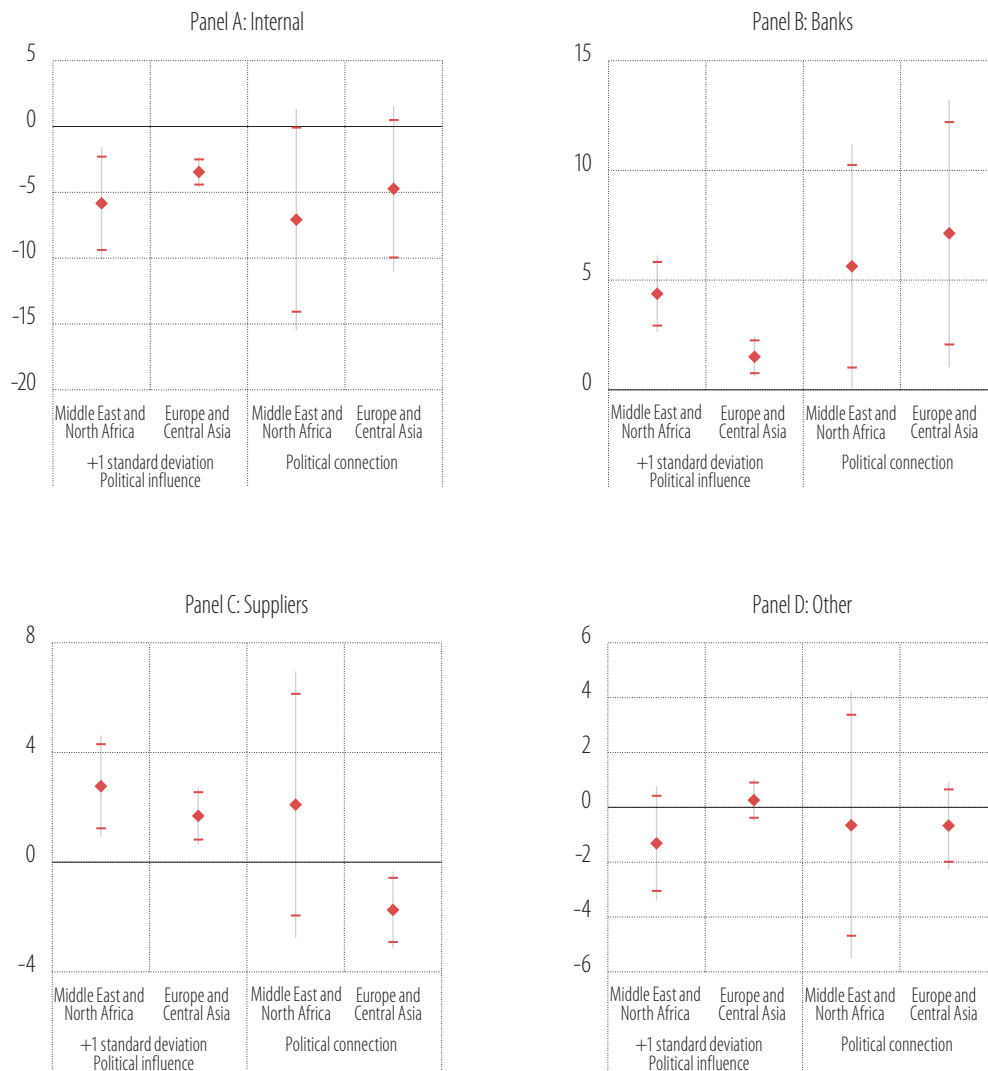 Panel A: Internal
5
0
−5
−10
−15
−20
Middle East and
North Africa
Europe and
Central Asia
Middle East and
North Africa
Europe and
Central Asia
+1 standard deviation
Political influence
Political connection
Panel B: Banks
15
10
5
0
Middle East and
North Africa
Europe and
Central Asia
Middle East and
North Africa
Europe and
Central Asia
+1 standard deviation
Political influence
Political connection
Panel C: Suppliers
8
4
0
−4
Middle East and
North Africa
Europe and
Central Asia
Middle East and
North Africa
Europe and
Central Asia
+1 standard deviation
Political influence
Political connection
Panel D: Other
6
4
2
0
−2
−4
−6
Middle East and
North Africa
Europe and
Central Asia
Middle East and
North Africa
Europe and
Central Asia
+1 standard deviation
Political influence
Political connection